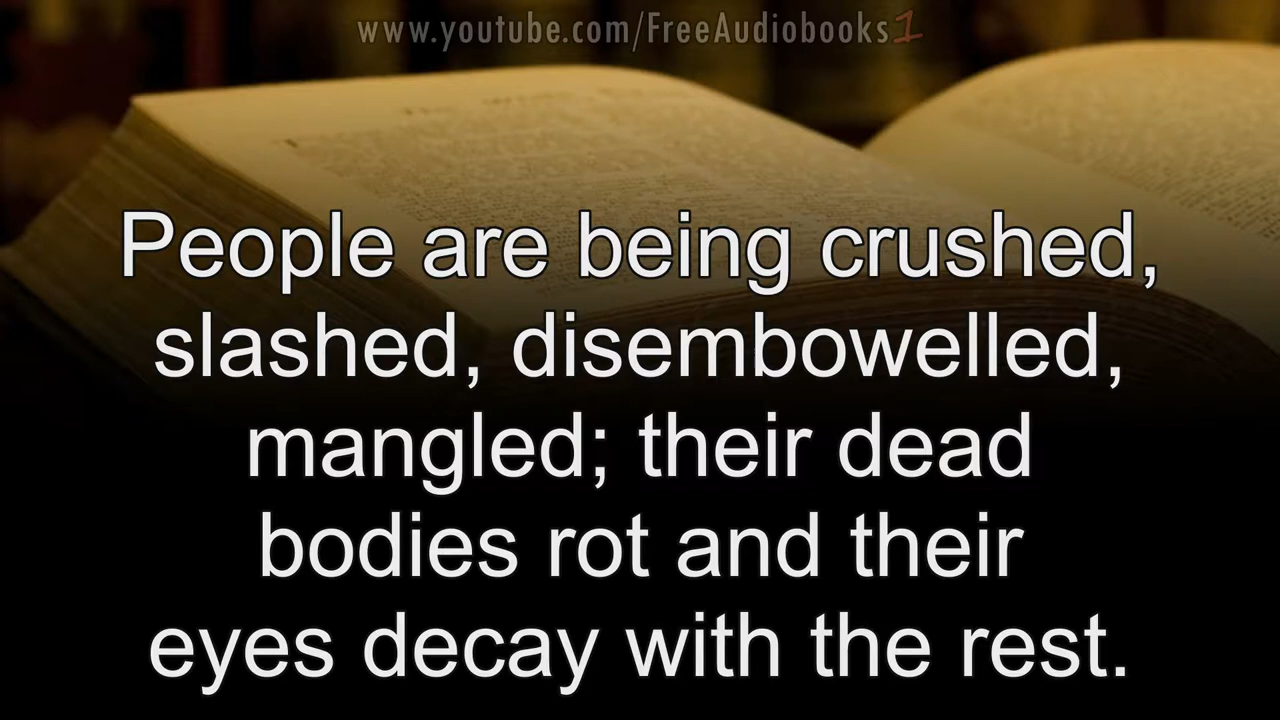 www.youtube.com/FreeAudiobooks1
People are being crushed,
slashed, disembowelled,
mangled; their dead
bodies rot and their
eyes decay with the rest.